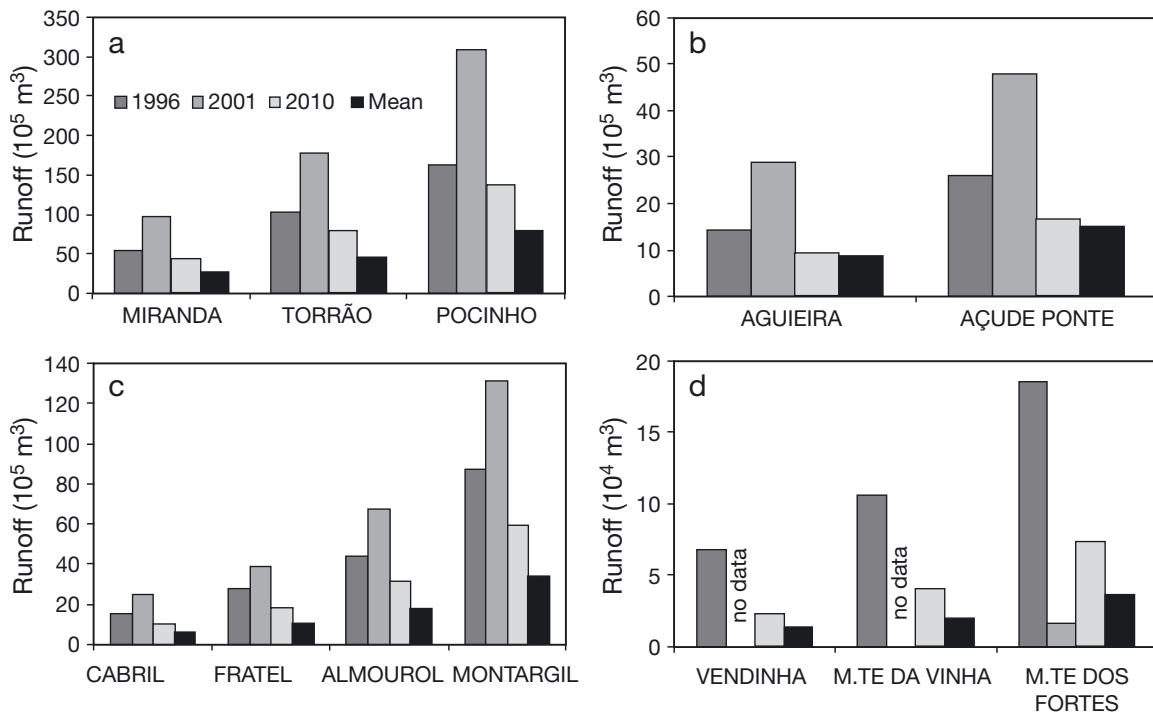 a
350
300
250
200
150
100
50
0
Runoff (10⁵ m³)
1996 2001 2010 Mean
MIRANDA TORRÃO POCINHO
b
60
50
40
30
20
10
0
Runoff (10⁵ m³)
AGUIEIRA AÇUDE PONTE
c
140
120
100
80
60
40
20
0
Runoff (10⁵ m³)
CABRIL FRATEL ALMOUROL MONTARGIL
d
20
15
10
5
0
Runoff (10⁴ m³)
no data
no data
VENDINHA M.TE DA VINHA M.TE DOS
FORTES